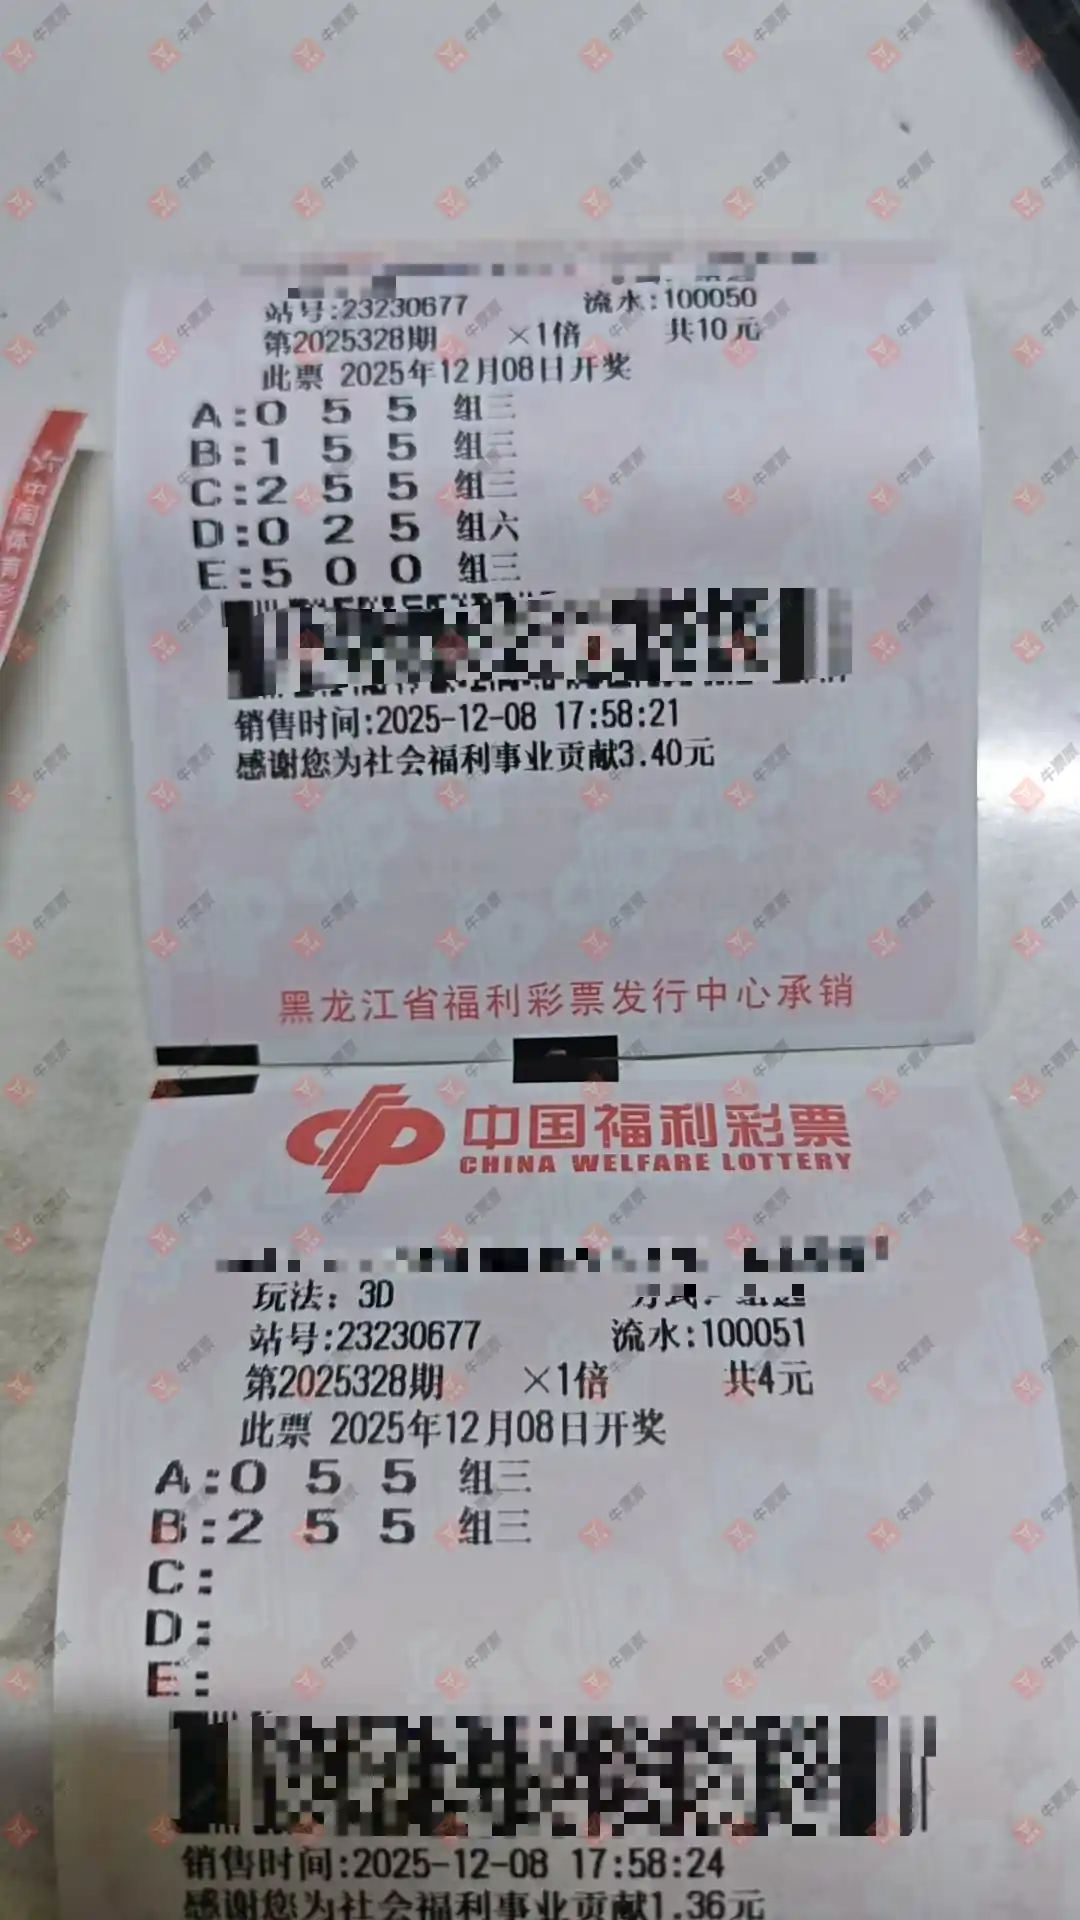 站号:23230677 流水:100050
第2025328期 ×1倍 共10元
此票 2025年12月08日开奖
A:0 5 5 组三
B:1 5 5 组三
C:2 5 5 组三
D:0 2 5 组六
E:5 0 0 组三
销售时间:2025-12-08 17:58:21
感谢您为社会福利事业贡献3.40元
黑龙江省福利彩票发行中心承销
中国体育彩
中国福利彩票
CHINA WELFARE LOTTERY
玩法: 3D
站号:23230677 流水:100051
第2025328期 ×1倍 共4元
此票 2025年12月08日开奖
A:0 5 5 组三
B:2 5 5 组三
C:
D:
E:
销售时间:2025-12-08 17:58:24
感谢您为社会福利事业贡献1.36元
牛票票